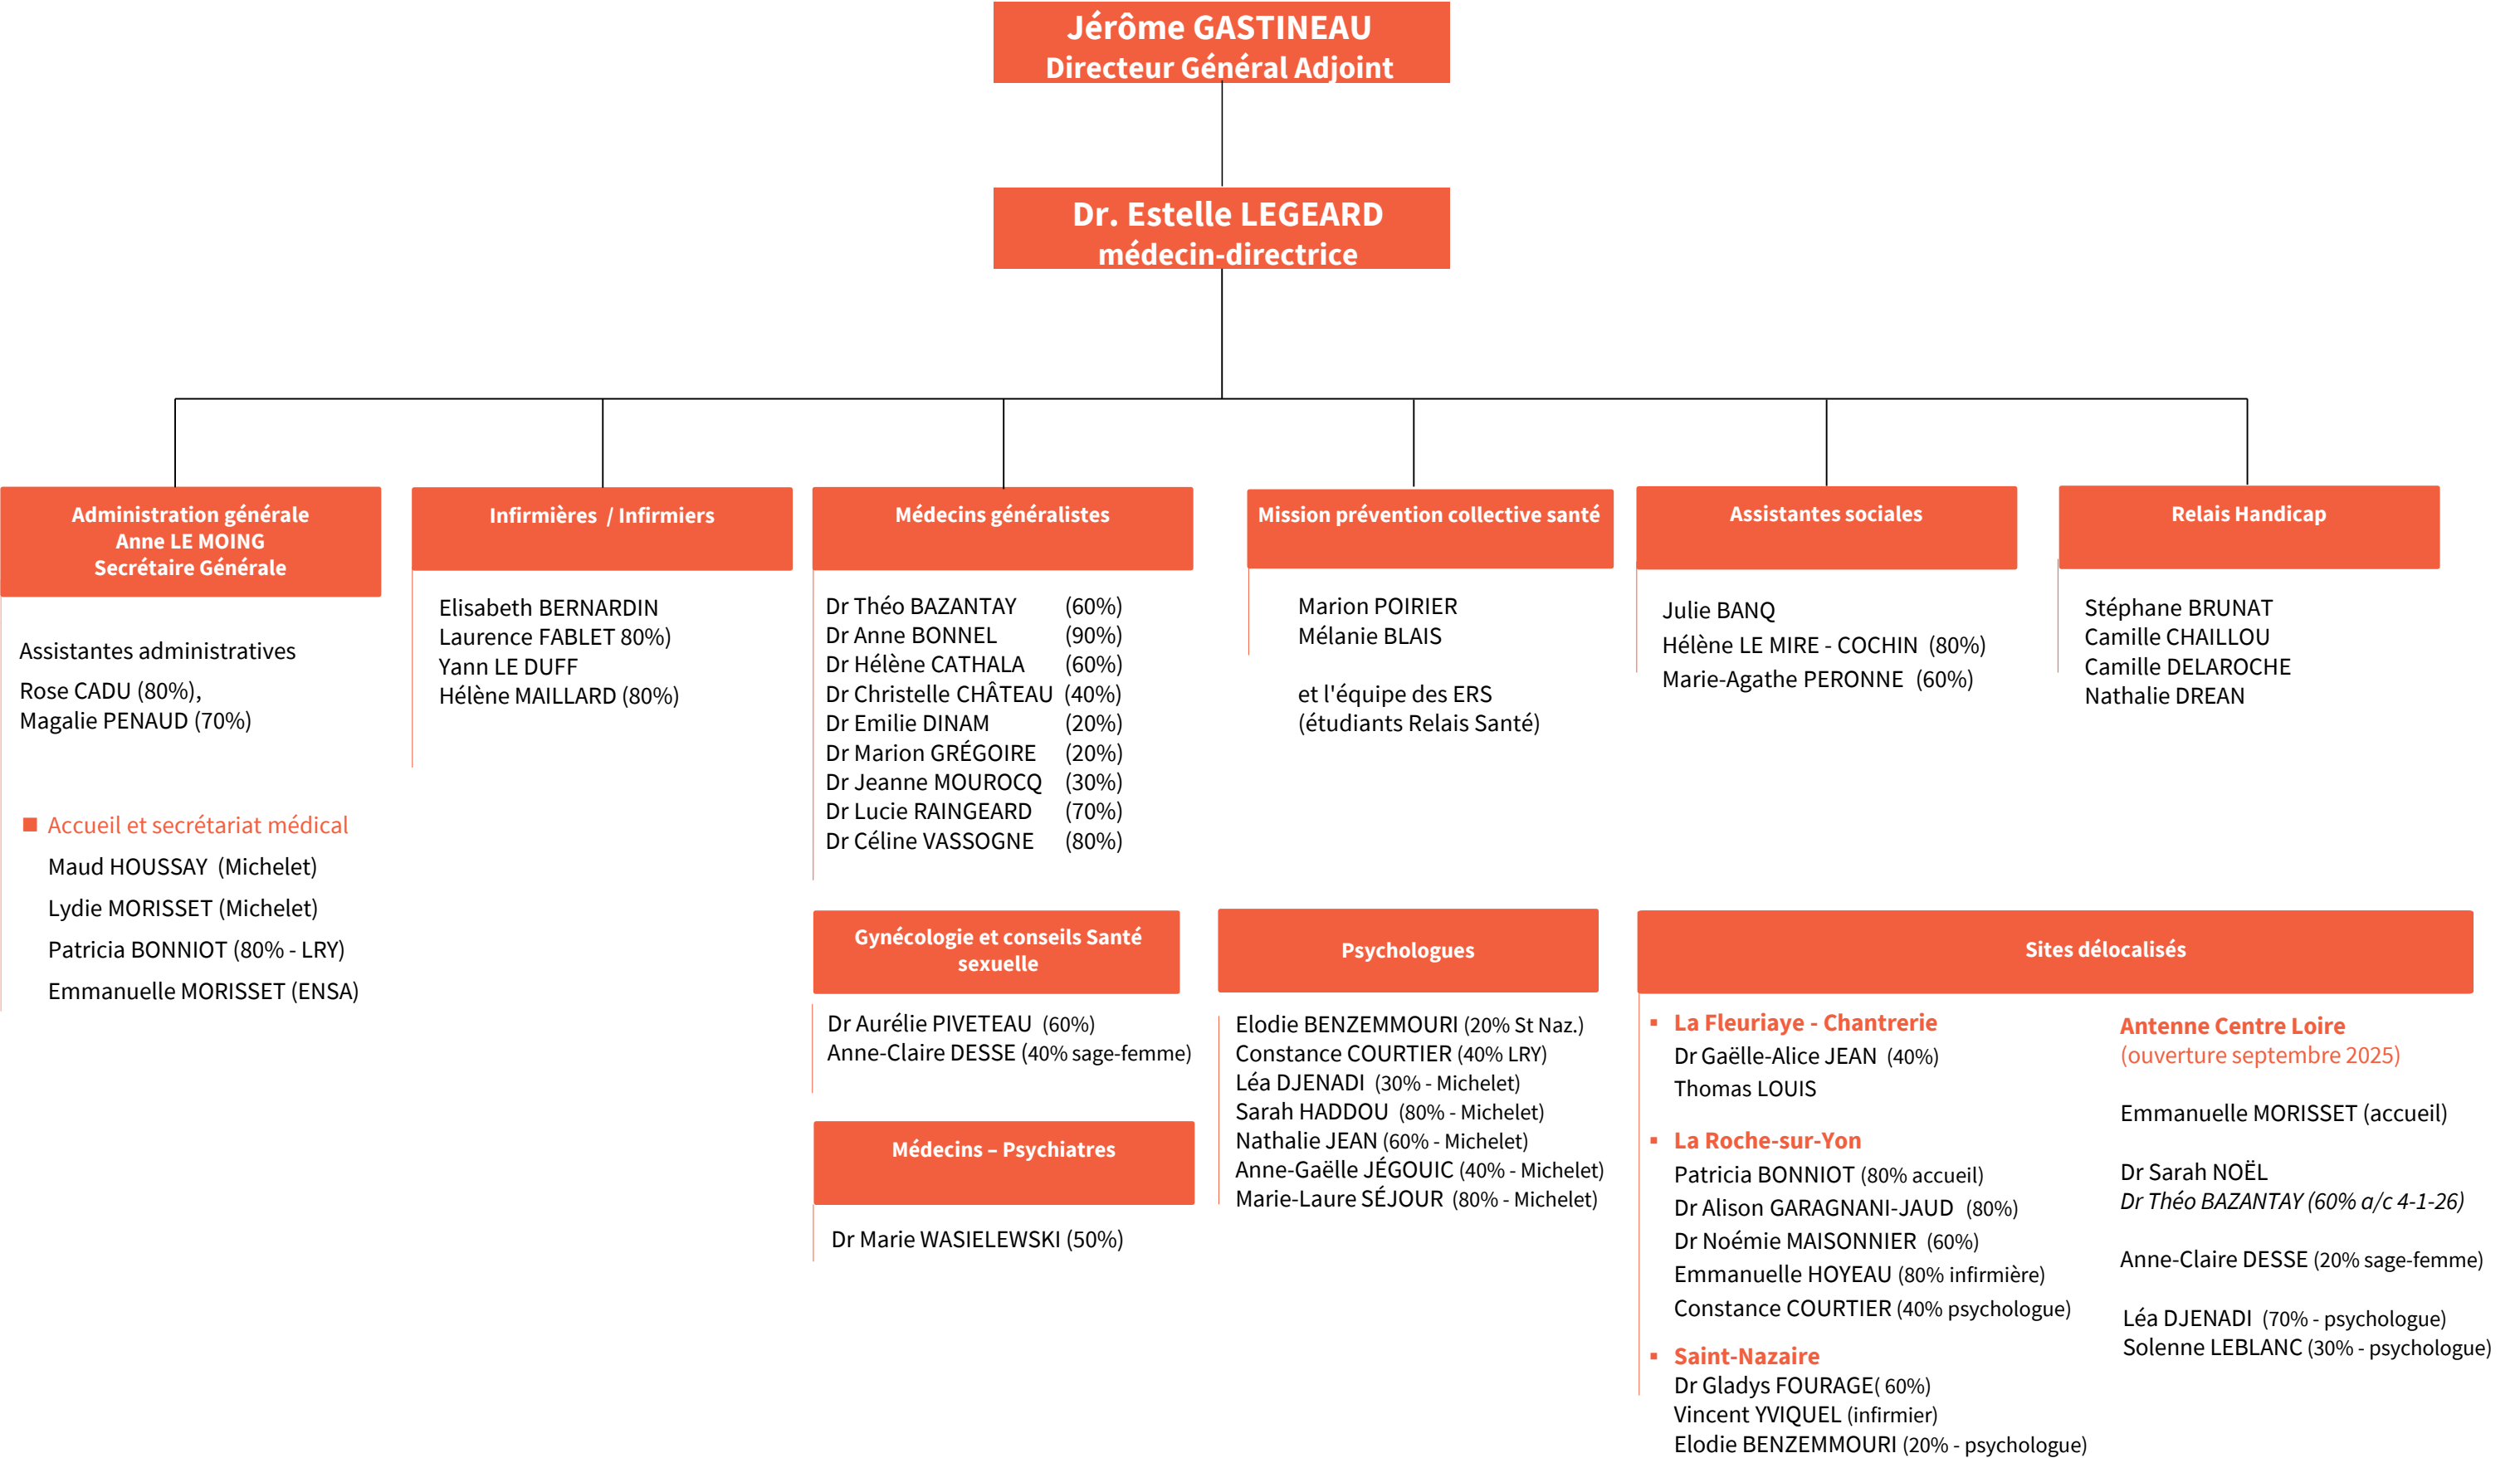 Jérôme GASTINEAU
Directeur Général Adjoint
Dr. Estelle LEGEARD
médecin-directrice
Administration générale
Anne LE MOING
Secrétaire Générale
Assistantes administratives
Rose CADU (80%),
Magalie PENAUD (70%)
■ Accueil et secrétariat médical
Maud HOUSSAY (Michelet)
Lydie MORISSET (Michelet)
Patricia BONNIOT (80% - LRY)
Emmanuelle MORISSET (ENSA)
Infirmières / Infirmiers
Elisabeth BERNARDIN
Laurence FABLET 80%)
Yann LE DUFF
Hélène MAILLARD (80%)
Médecins généralistes
Dr Théo BAZANTAY (60%)
Dr Anne BONNEL (90%)
Dr Hélène CATHALA (60%)
Dr Christelle CHÂTEAU (40%)
Dr Emilie DINAM (20%)
Dr Marion GRÉGOIRE (20%)
Dr Jeanne MOUROCQ (30%)
Dr Lucie RAINGEARD (70%)
Dr Céline VASSOGNE (80%)
Mission prévention collective santé
Marion POIRIER
Mélanie BLAIS
et l'équipe des ERS
(étudiants Relais Santé)
Assistantes sociales
Julie BANQ
Hélène LE MIRE - COCHIN (80%)
Marie-Agathe PERONNE (60%)
Relais Handicap
Stéphane BRUNAT
Camille CHAILLOU
Camille DELAROCHE
Nathalie DREAN
Gynécologie et conseils Santé
sexuelle
Dr Aurélie PIVETEAU (60%)
Anne-Claire DESSE (40% sage-femme)
Médecins – Psychiatres
Dr Marie WASIELEWSKI (50%)
Psychologues
Elodie BENZEMMOURI (20% St Naz.)
Constance COURTIER (40% LRY)
Léa DJENADI (30% - Michelet)
Sarah HADDOU (80% - Michelet)
Nathalie JEAN (60% - Michelet)
Anne-Gaëlle JÉGOUIC (40% - Michelet)
Marie-Laure SÉJOUR (80% - Michelet)
Sites délocalisés
▪ La Fleuriaye - Chantrerie
Dr Gaëlle-Alice JEAN (40%)
Thomas LOUIS
▪ La Roche-sur-Yon
Patricia BONNIOT (80% accueil)
Dr Alison GARAGNANI-JAUD (80%)
Dr Noémie MAISONNIER (60%)
Emmanuelle HOYEAU (80% infirmière)
Constance COURTIER (40% psychologue)
▪ Saint-Nazaire
Dr Gladys FOURAGE( 60%)
Vincent YVIQUEL (infirmier)
Elodie BENZEMMOURI (20% - psychologue)
Antenne Centre Loire
(ouverture septembre 2025)
Emmanuelle MORISSET (accueil)
Dr Sarah NOËL
Dr Théo BAZANTAY (60% a/c 4-1-26)
Anne-Claire DESSE (20% sage-femme)
Léa DJENADI (70% - psychologue)
Solenne LEBLANC (30% - psychologue)